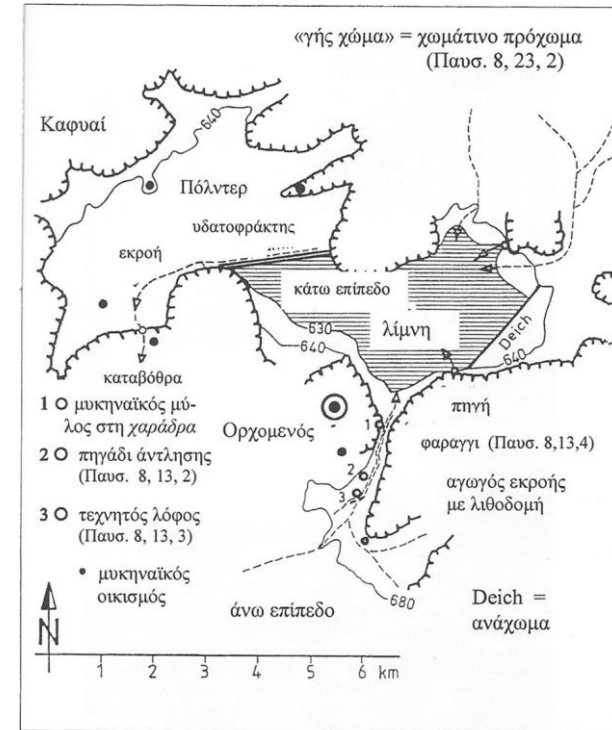 «γής χώμα» = χωμάτινο πρόχωμα
(Παυσ. 8, 23, 2)
Καφυαί
640
Πόλντερ
υδατοφράκτης
εκροή
κάτω επίπεδο
λίμνη
Deich
630
640
640
καταβόθρα
1 μυκηναϊκός μύ-
λος στη χαράδρα
Ορχομενός
1
πηγή
φαραγγι (Παυσ. 8,13,4)
2 πηγάδι άντλησης
(Παυσ. 8, 13, 2)
2
αγωγός εκροής
με λιθοδομή
3
3 τεχνητός λόφος
(Παυσ. 8, 13, 3)
• μυκηναϊκός
οικισμός
άνω επίπεδο
680
Deich =
ανάχωμα
N
1 2 3 4 5 6 km